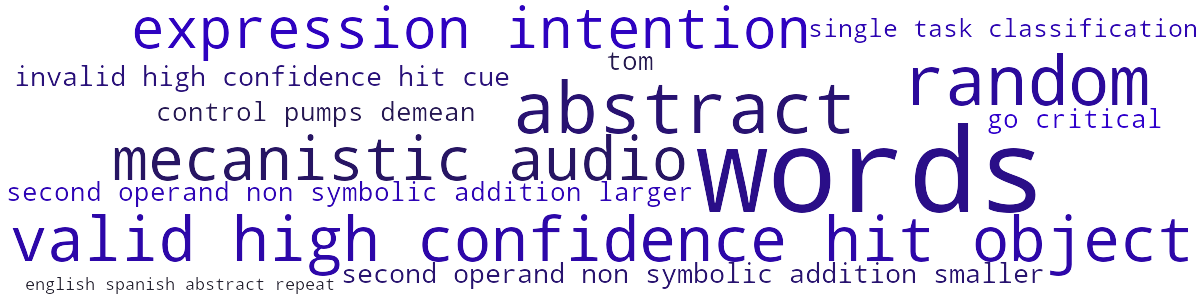 expression intention
single task classification
invalid high confidence hit cue
tom
random
control pumps demean
abstract
go critical
mecanistic audio
words
second operand non symbolic addition larger
valid high confidence hit object
second operand non symbolic addition smaller
english spanish abstract repeat